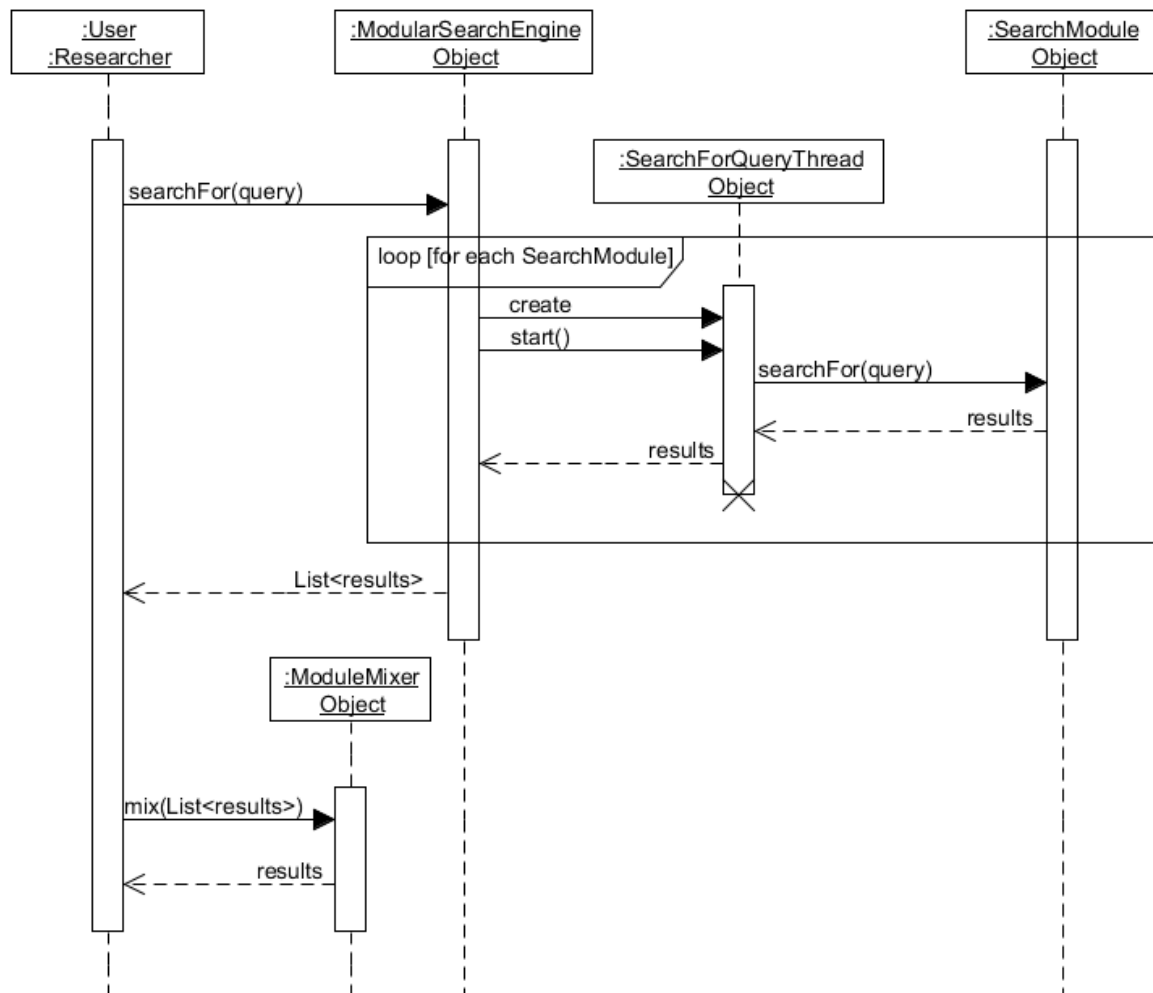 :User
:Researcher
:ModularSearchEngine
Object
:SearchModule
Object
:SearchForQueryThread
Object
searchFor(query)
loop [for each SearchModule]
create
start()
searchFor(query)
results
results
List<results>
:ModuleMixer
Object
mix(List<results>)
results